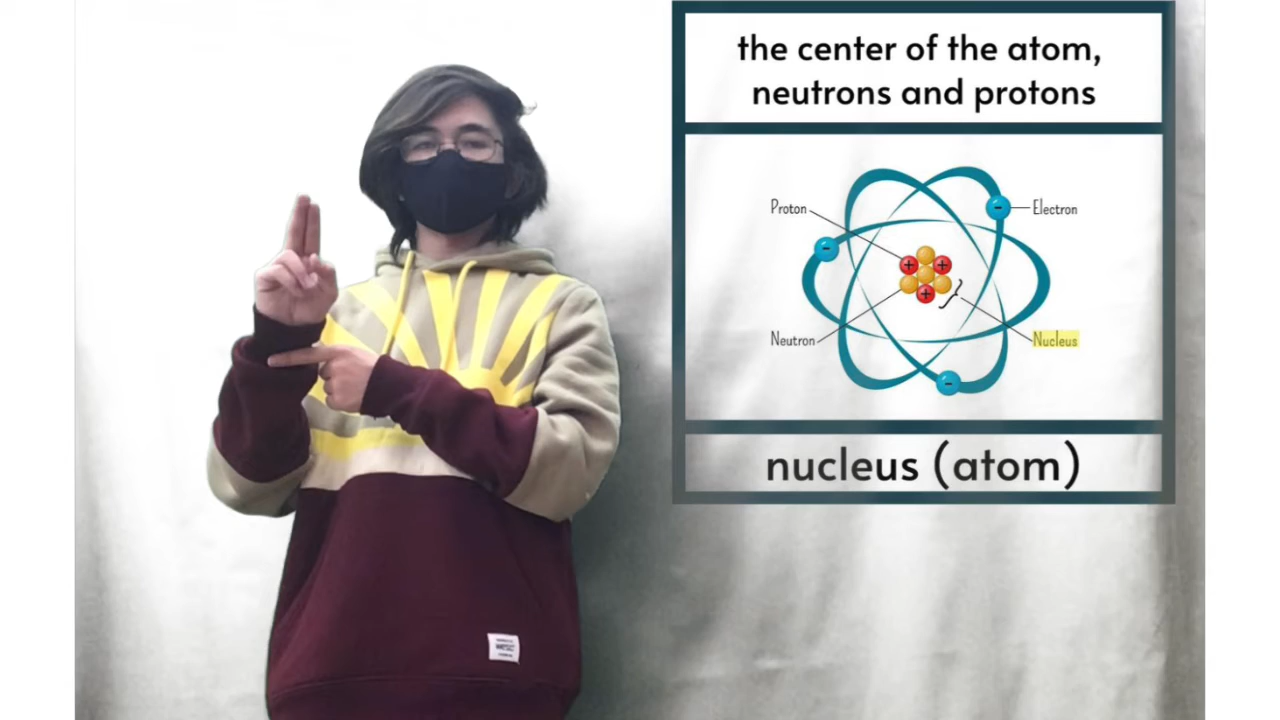 the center of the atom,
neutrons and protons
Proton
Electron
Neutron
Nucleus
nucleus (atom)